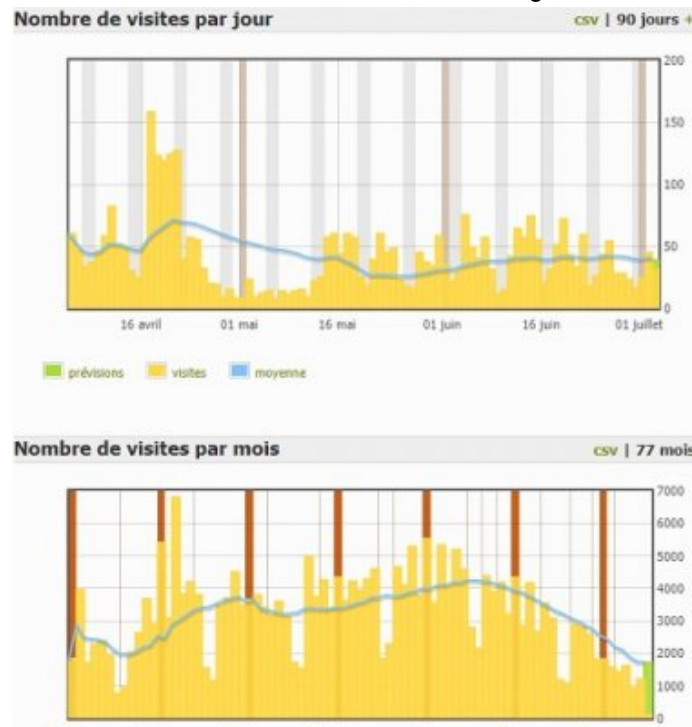 Nombre de visites par jour
csv | 90 jours +
200
150
100
50
0
16 avril 01 mai 16 mai 01 juin 16 juin 01 juillet
prévisions visites moyenne
Nombre de visites par mois
csv | 77 mois
7000
6000
5000
4000
3000
2000
1000
0